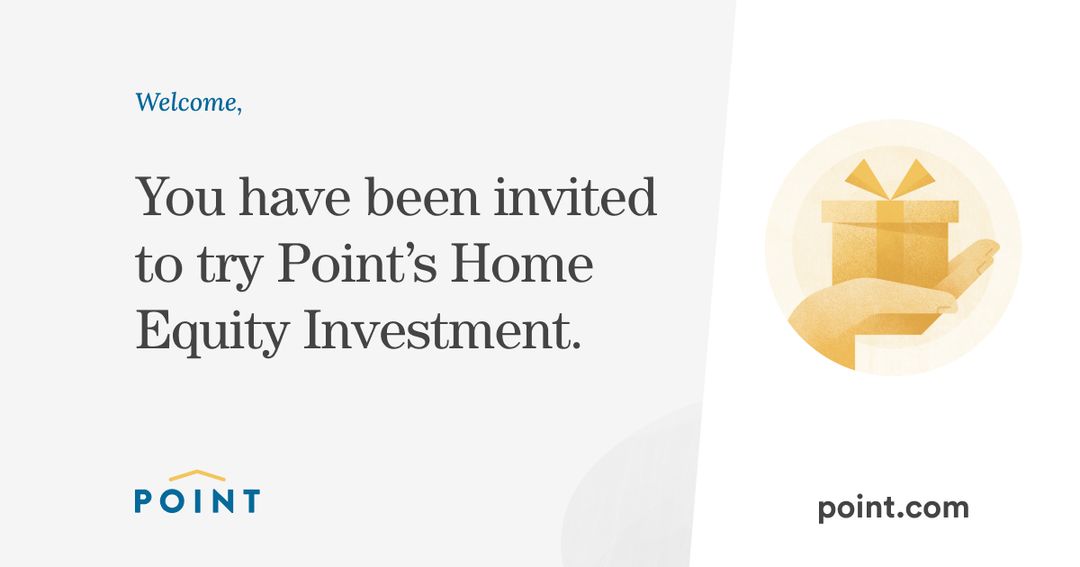 Welcome,
You have been invited
to try Point’s Home
Equity Investment.
POINT
point.com